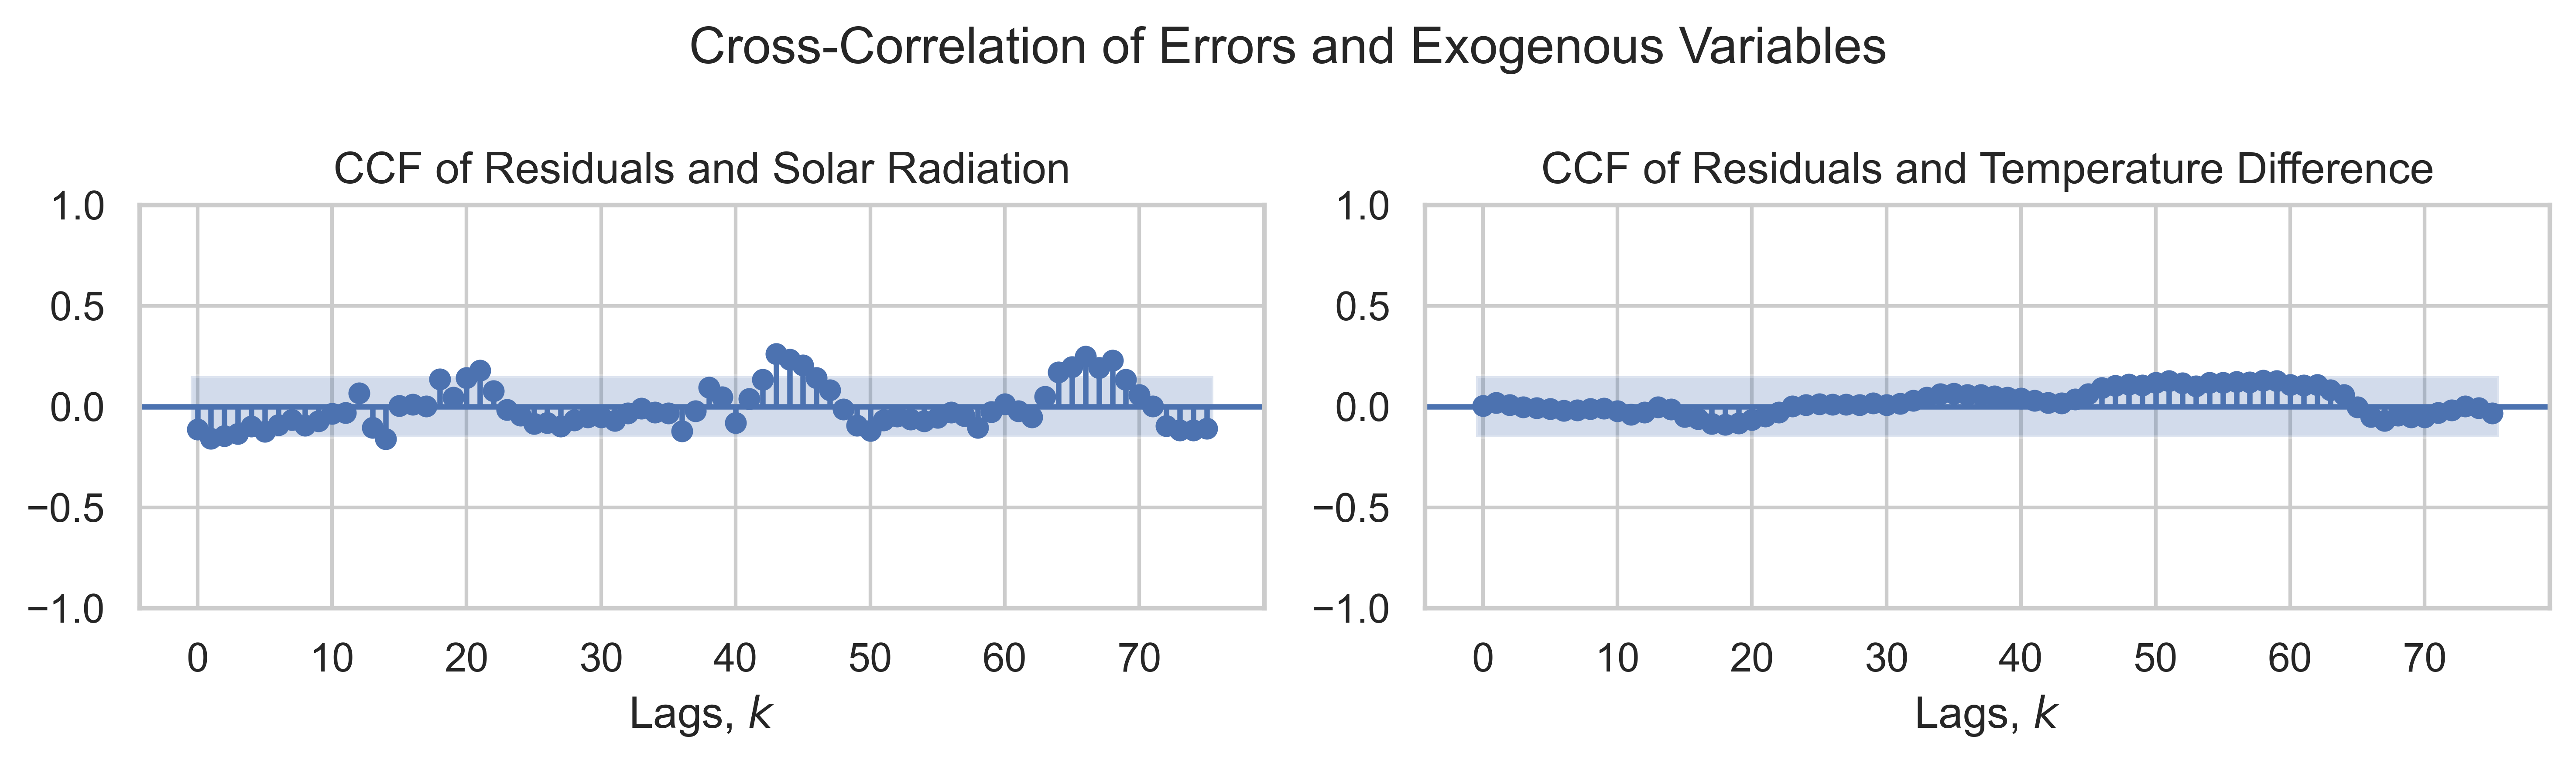 Cross-Correlation of Errors and Exogenous Variables
CCF of Residuals and Solar Radiation
1.0
0.5
0.0
−0.5
−1.0
0 10 20 30 40 50 60 70
Lags, k
CCF of Residuals and Temperature Difference
1.0
0.5
0.0
−0.5
−1.0
0 10 20 30 40 50 60 70
Lags, k